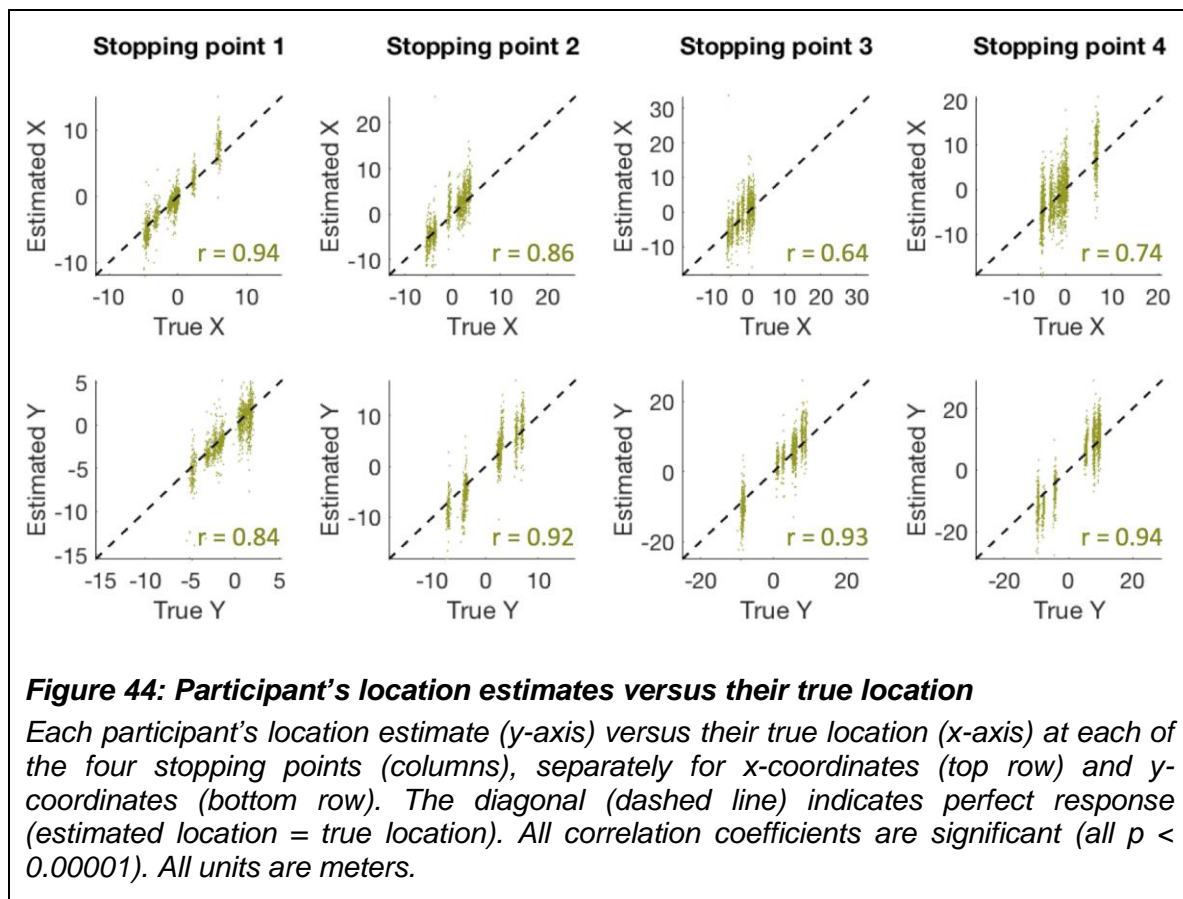 Stopping point 1 Stopping point 2 Stopping point 3 Stopping point 4
Estimated X
10
0
-10
r = 0.94
-10 0 10
True X
Estimated X
20
10
0
-10
r = 0.86
-10 0 10 20
True X
Estimated X
30
20
10
0
-10
r = 0.64
-10 0 10 20 30
True X
Estimated X
20
10
0
-10
r = 0.74
-10 0 10 20
True X
Estimated Y
5
0
-5
-10
-15
r = 0.84
-15 -10 -5 0 5
True Y
Estimated Y
10
0
-10
r = 0.92
-10 0 10
True Y
Estimated Y
20
0
-20
r = 0.93
-20 0 20
True Y
Estimated Y
20
0
-20
r = 0.94
-20 0 20
True Y
Figure 44: Participant's location estimates versus their true location
Each participant's location estimate (y-axis) versus their true location (x-axis) at each of
the four stopping points (columns), separately for x-coordinates (top row) and y-
coordinates (bottom row). The diagonal (dashed line) indicates perfect response
(estimated location = true location). All correlation coefficients are significant (all p <
0.00001). All units are meters.